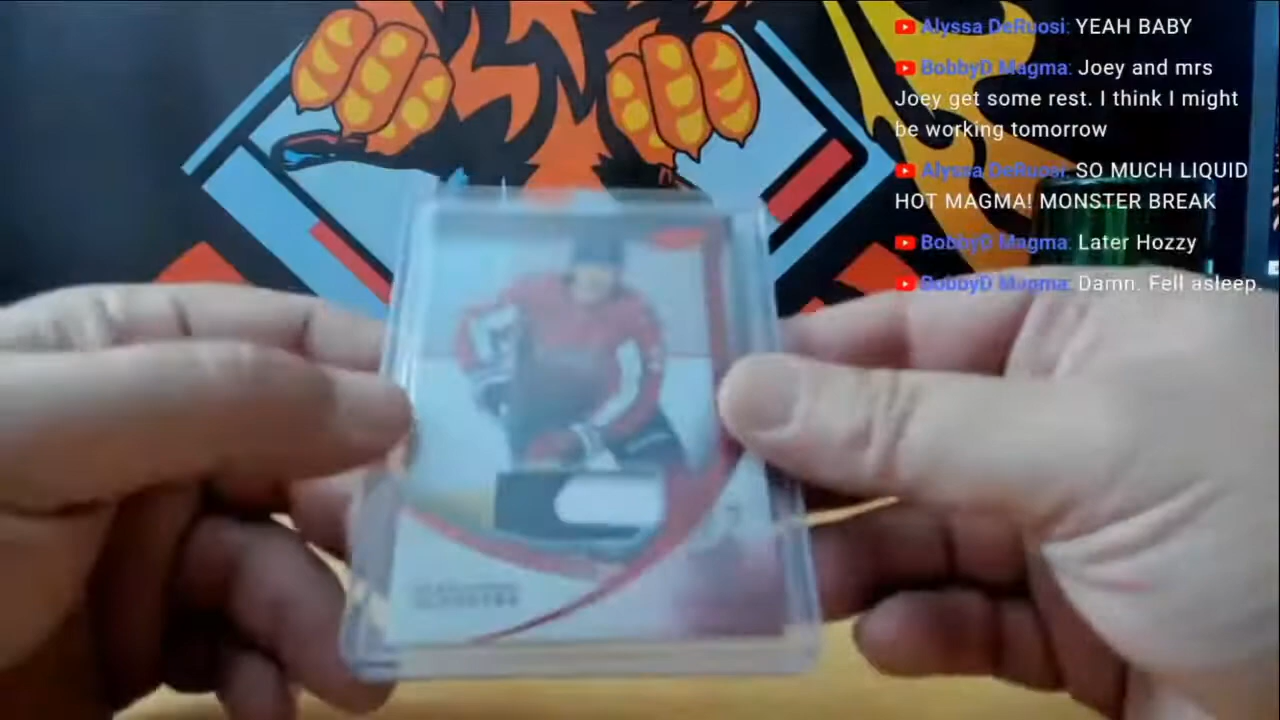 Alyssa DeRuosi: YEAH BABY
BobbyD Magma: Joey and mrs
Joey get some rest. I think I might
be working tomorrow
Alyssa DeRuosi: SO MUCH LIQUID
HOT MAGMA! MONSTER BREAK
BobbyD Magma: Later Hozzy
BobbyD Magma: Damn. Fell asleep.